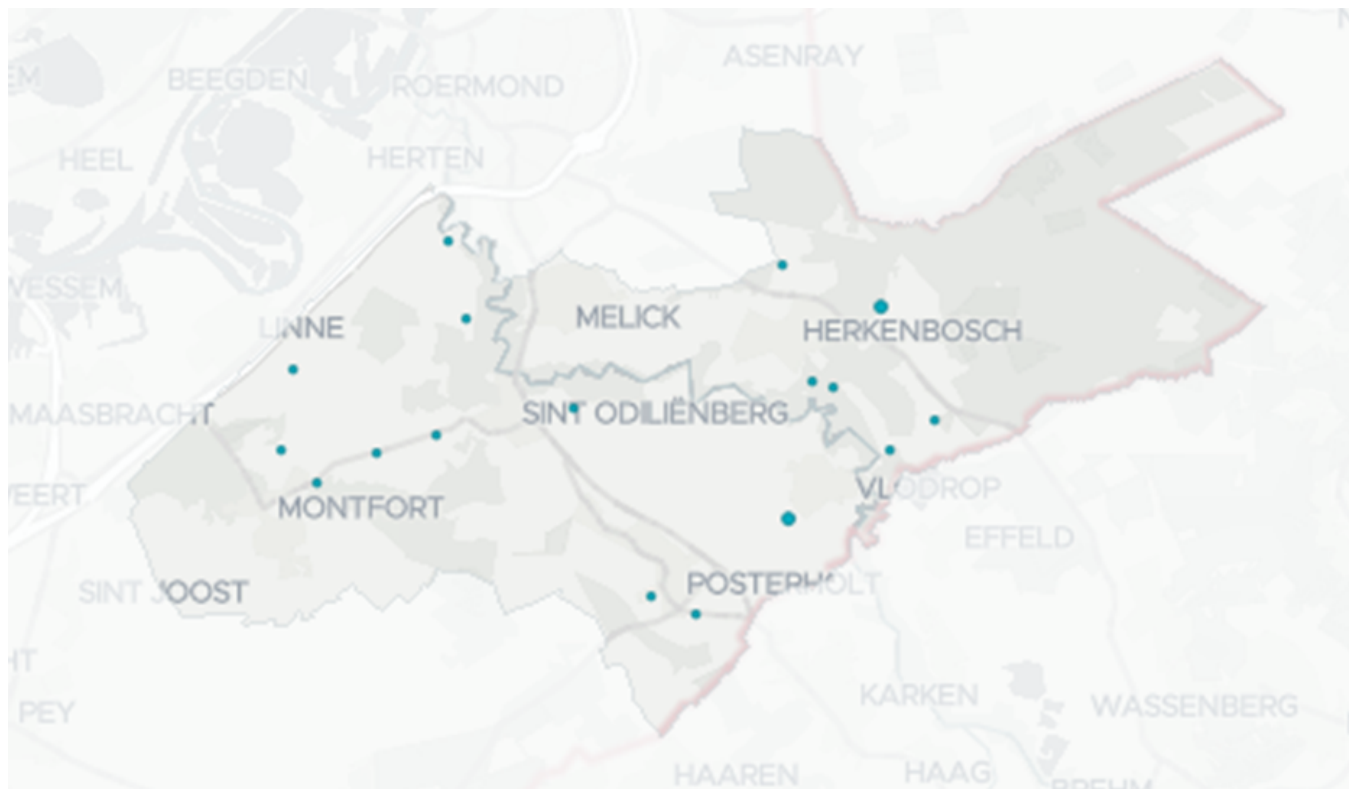 ASENRAY
EM
BEEGDEN
ROERMOND
HEEL
HERTEN
WESSEM
LINNE
MELICK
HERKENBOSCH
MAASBRACHT
SINT ODILIËNBERG
VLODROP
MONTFORT
EFFELD
SINT JOOST
POSTERHOLT
PEY
KARKEN
WASSENBERG
HAAREN
HAAG